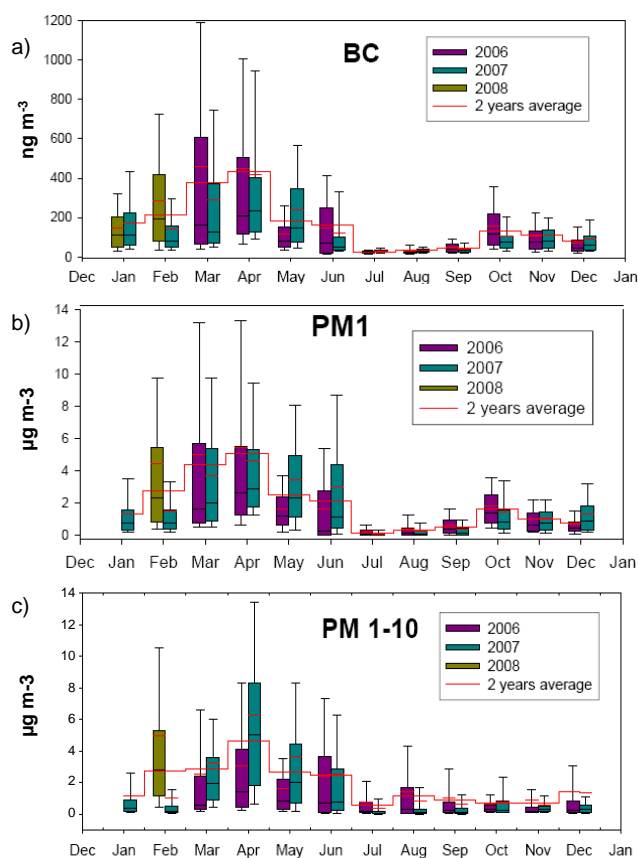 a)
BC
2006
2007
2008
2 years average
ng m-3
1200
1000
800
600
400
200
0
Dec Jan Feb Mar Apr May Jun Jul Aug Sep Oct Nov Dec Jan
b)
PM1
2006
2007
2008
2 years average
µg m-3
14
12
10
8
6
4
2
0
Dec Jan Feb Mar Apr May Jun Jul Aug Sep Oct Nov Dec Jan
c)
PM 1-10
2006
2007
2008
2 years average
µg m-3
14
12
10
8
6
4
2
0
Dec Jan Feb Mar Apr May Jun Jul Aug Sep Oct Nov Dec Jan